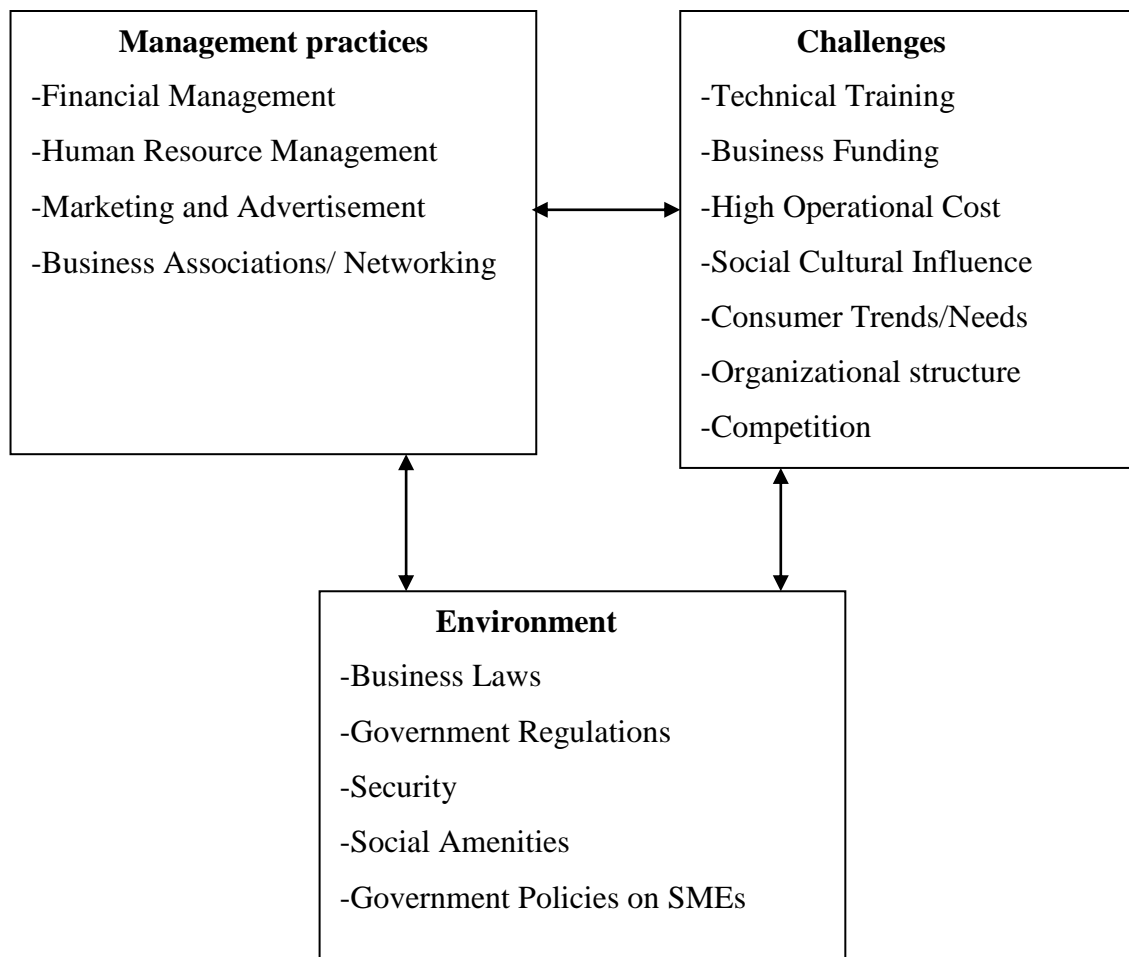 Management practices
-Financial Management
-Human Resource Management
-Marketing and Advertisement
-Business Associations/ Networking
Challenges
-Technical Training
-Business Funding
-High Operational Cost
-Social Cultural Influence
-Consumer Trends/Needs
-Organizational structure
-Competition
Environment
-Business Laws
-Government Regulations
-Security
-Social Amenities
-Government Policies on SMEs